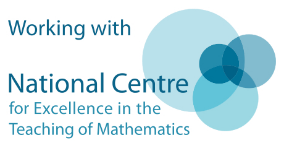 Working with
National Centre
for Excellence in the
Teaching of Mathematics